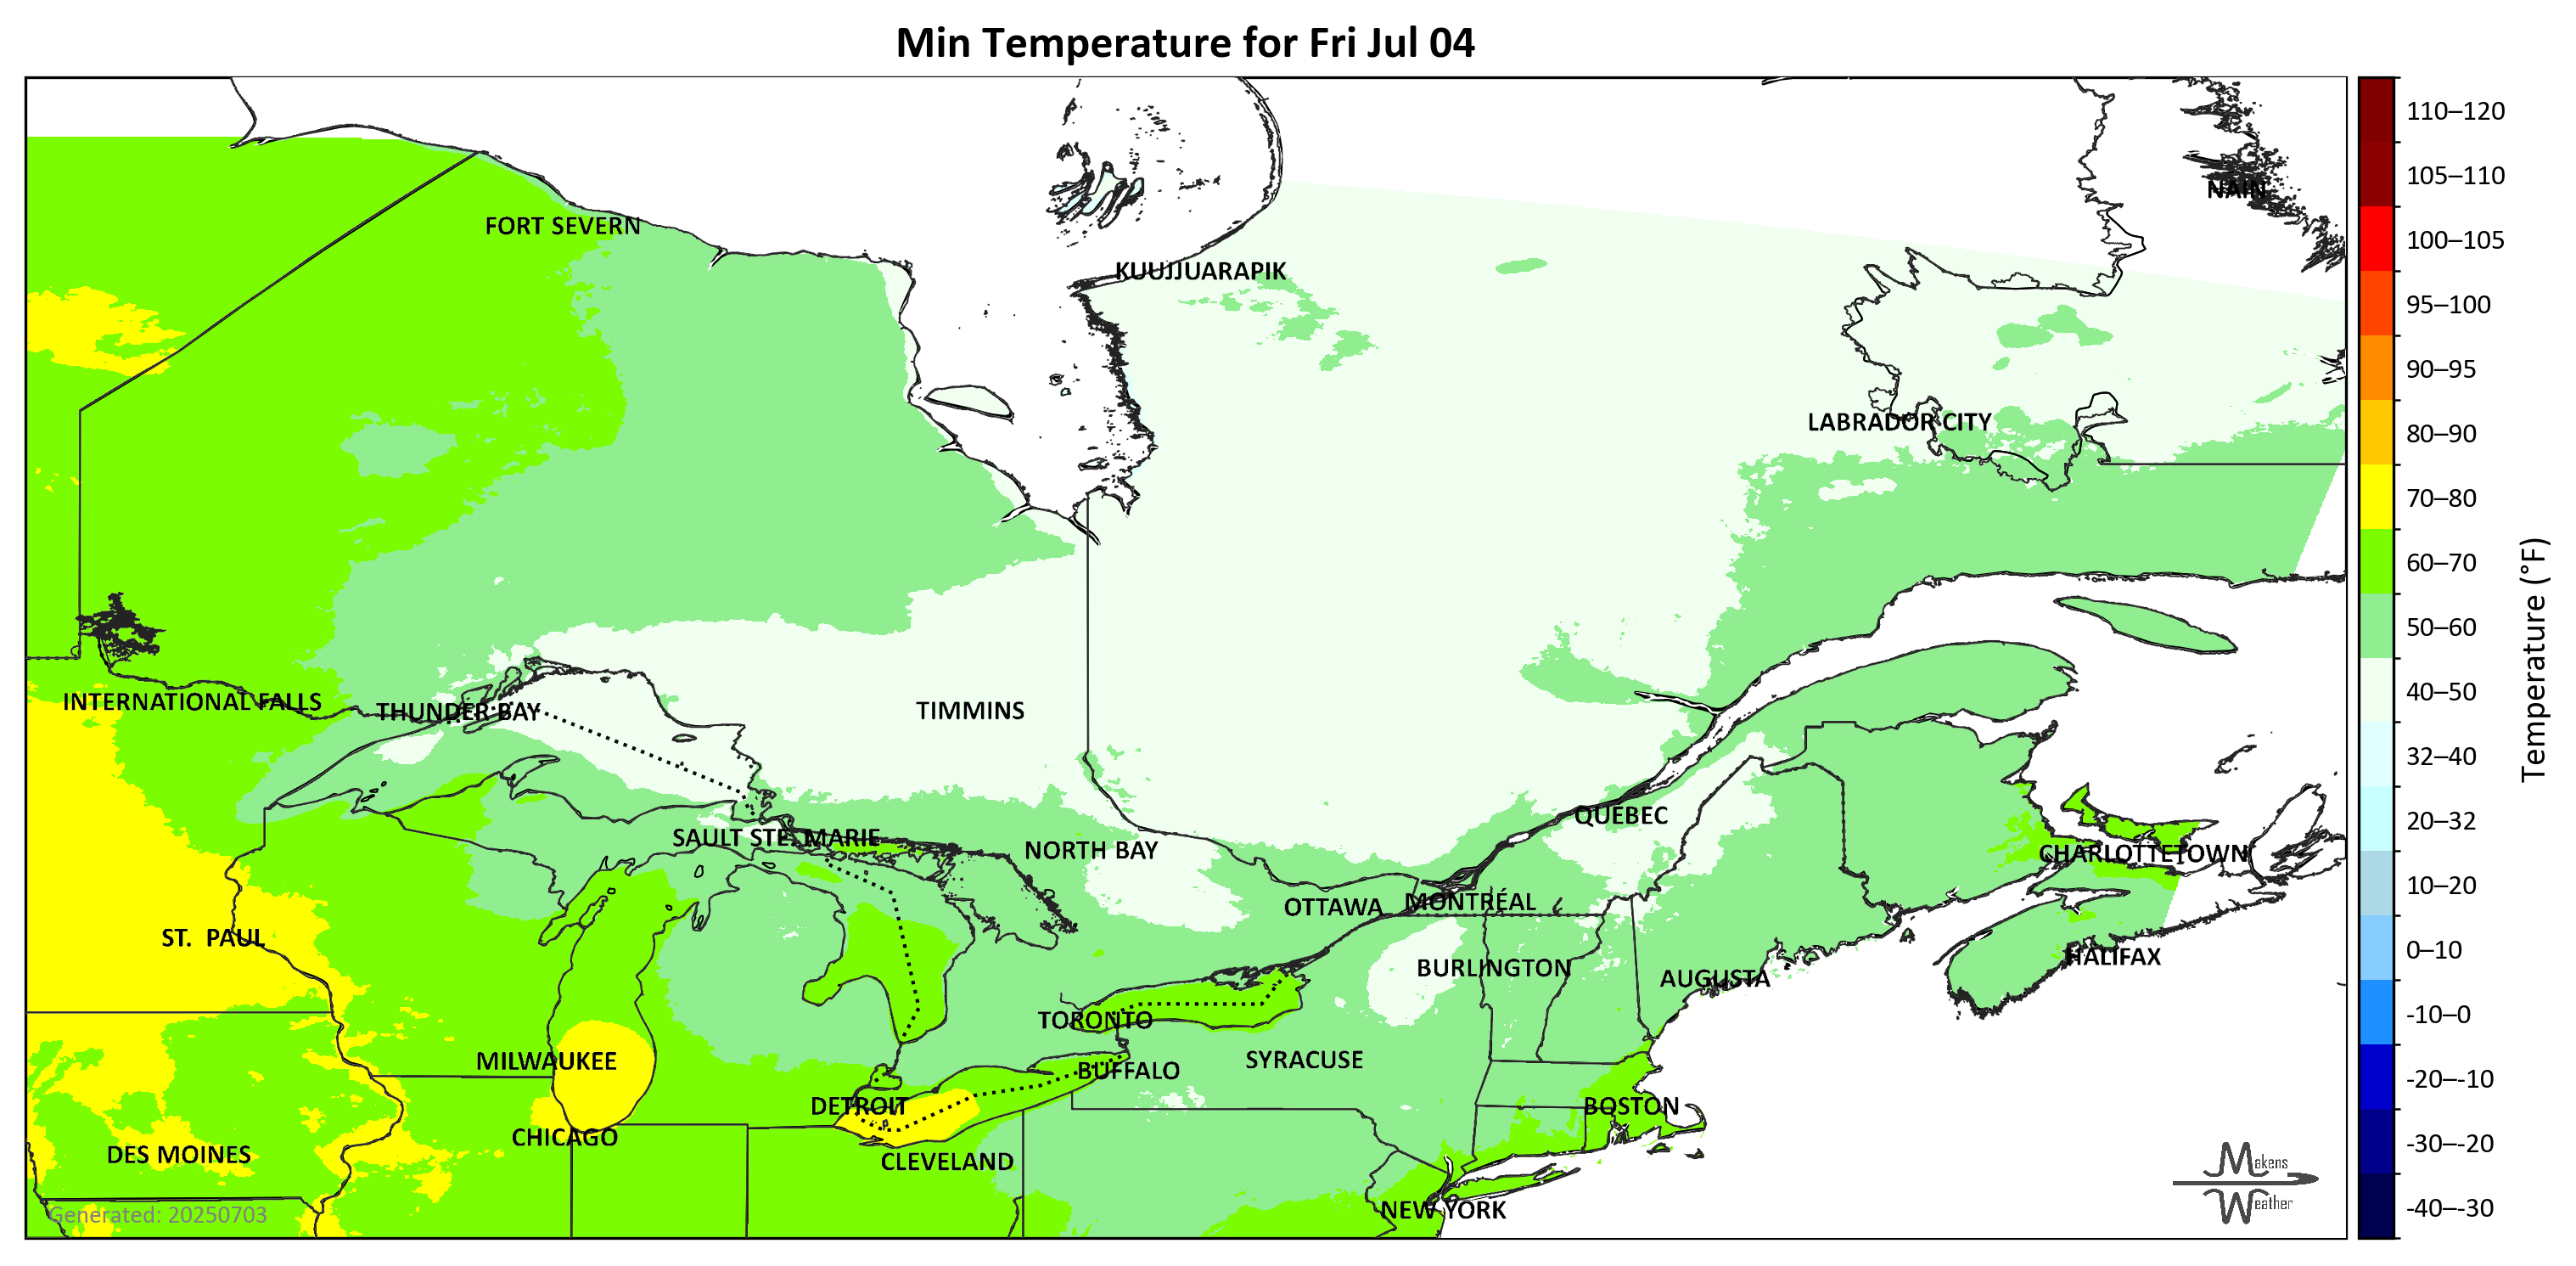 Min Temperature for Fri Jul 04
NAIN
FORT SEVERN
KUUJJUARAPIK
LABRADOR CITY
INTERNATIONAL FALLS
THUNDER BAY
TIMMINS
QUÉBEC
SAULT STE. MARIE
NORTH BAY
CHARLOTTETOWN
OTTAWA
MONTRÉAL
ST.  PAUL
HALIFAX
BURLINGTON
AUGUSTA
TORONTO
MILWAUKEE
SYRACUSE
BUFFALO
DETROIT
BOSTON
CHICAGO
DES MOINES
CLEVELAND
NEW YORK
Generated: 20250703
Makens
Weather
110–120
105–110
100–105
95–100
90–95
80–90
70–80
60–70
50–60
40–50
32–40
20–32
10–20
0–10
-10–0
-20–-10
-30–-20
-40–-30
Temperature (°F)